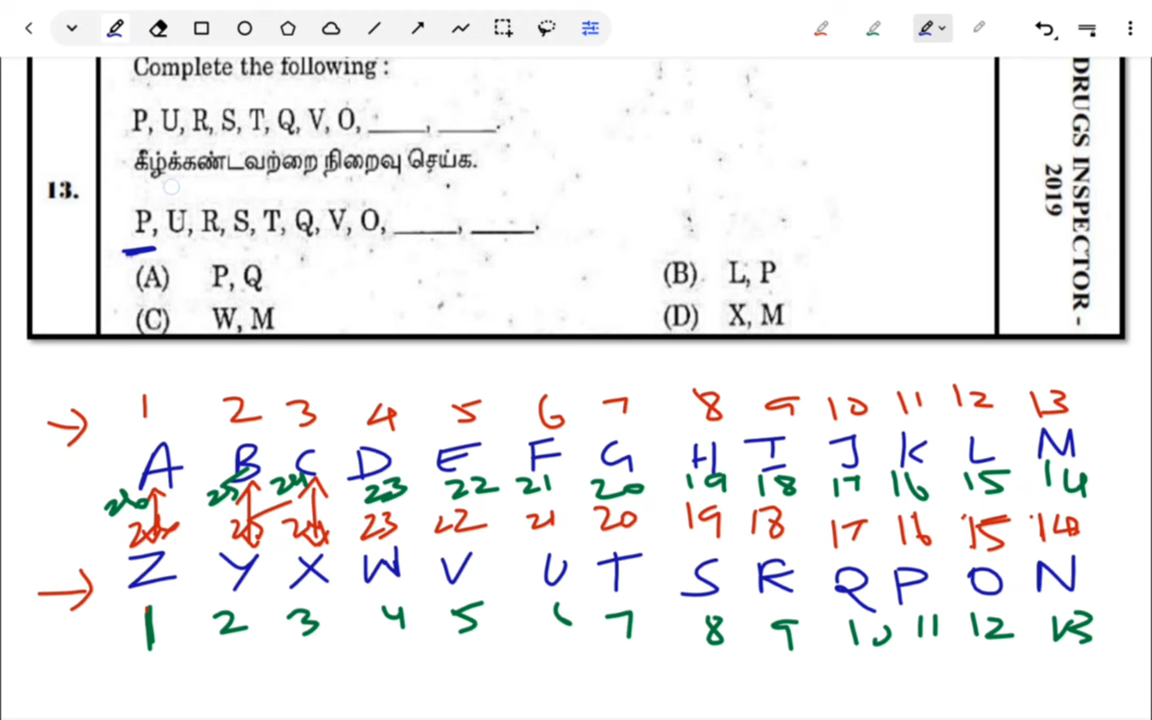 Complete the following :
P, U, R, S, T, Q, V, O, ____, ____.
கீழ்க்கண்டவற்றை நிறைவு செய்க.
13.
P, U, R, S, T, Q, V, O, ____, ____.
(A) P, Q (B) L, P
(C) W, M (D) X, M
DRUGS INSPECTOR -
2019
1 2 3 4 5 6 7 8 9 10 11 12 13
A B C D E F G H I J K L M
26 25 24 23 22 21 20 19 18 17 16 15 14
23 22 21 20 19 18 17 16 15 14
Z Y X W V U T S R Q P O N
1 2 3 4 5 6 7 8 9 10 11 12 13